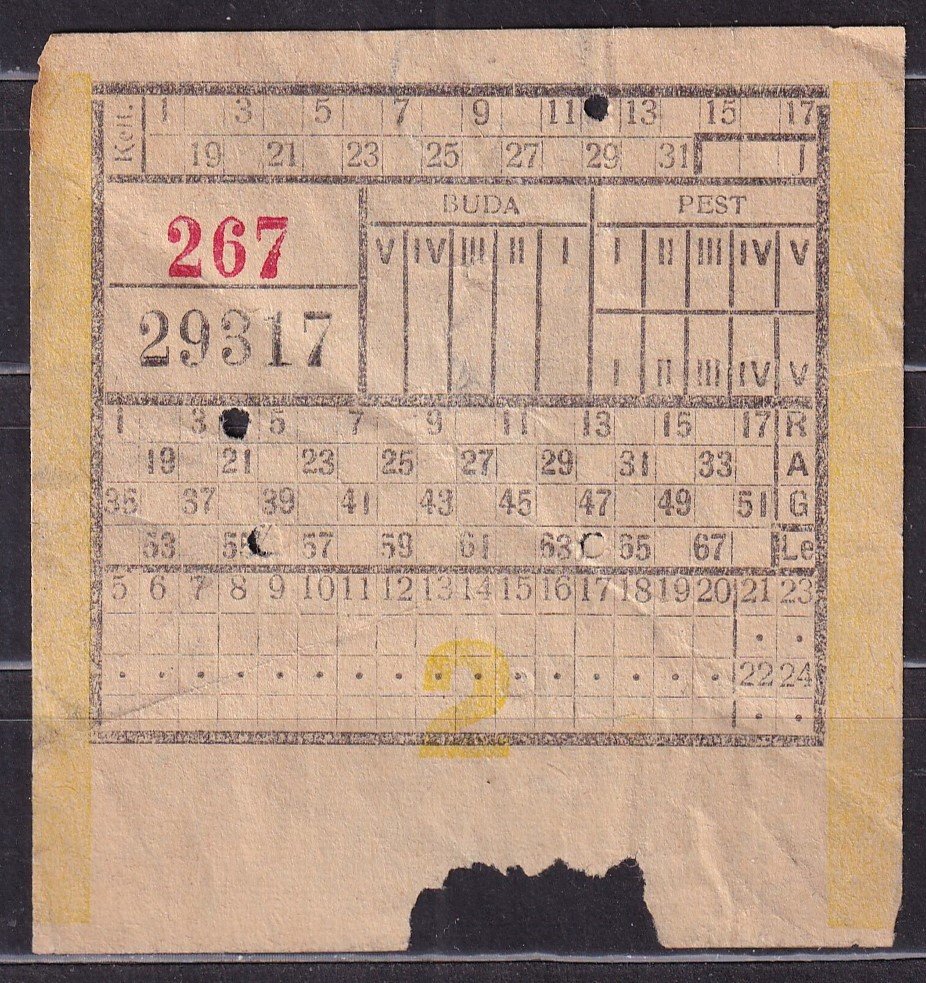 Kelt. 1 3 5 7 9 11 13 15 17
19 21 23 25 27 29 31
BUDA PEST
267
V IV III II I I II III IV V
29317
I II III IV V
1 3 5 7 9 11 13 15 17 R
19 21 23 25 27 29 31 33 A
35 37 39 41 43 45 47 49 51 G
53 55 57 59 61 63 65 67 Le
5 6 7 8 9 10 11 12 13 14 15 16 17 18 19 20 21 23
22 24
2